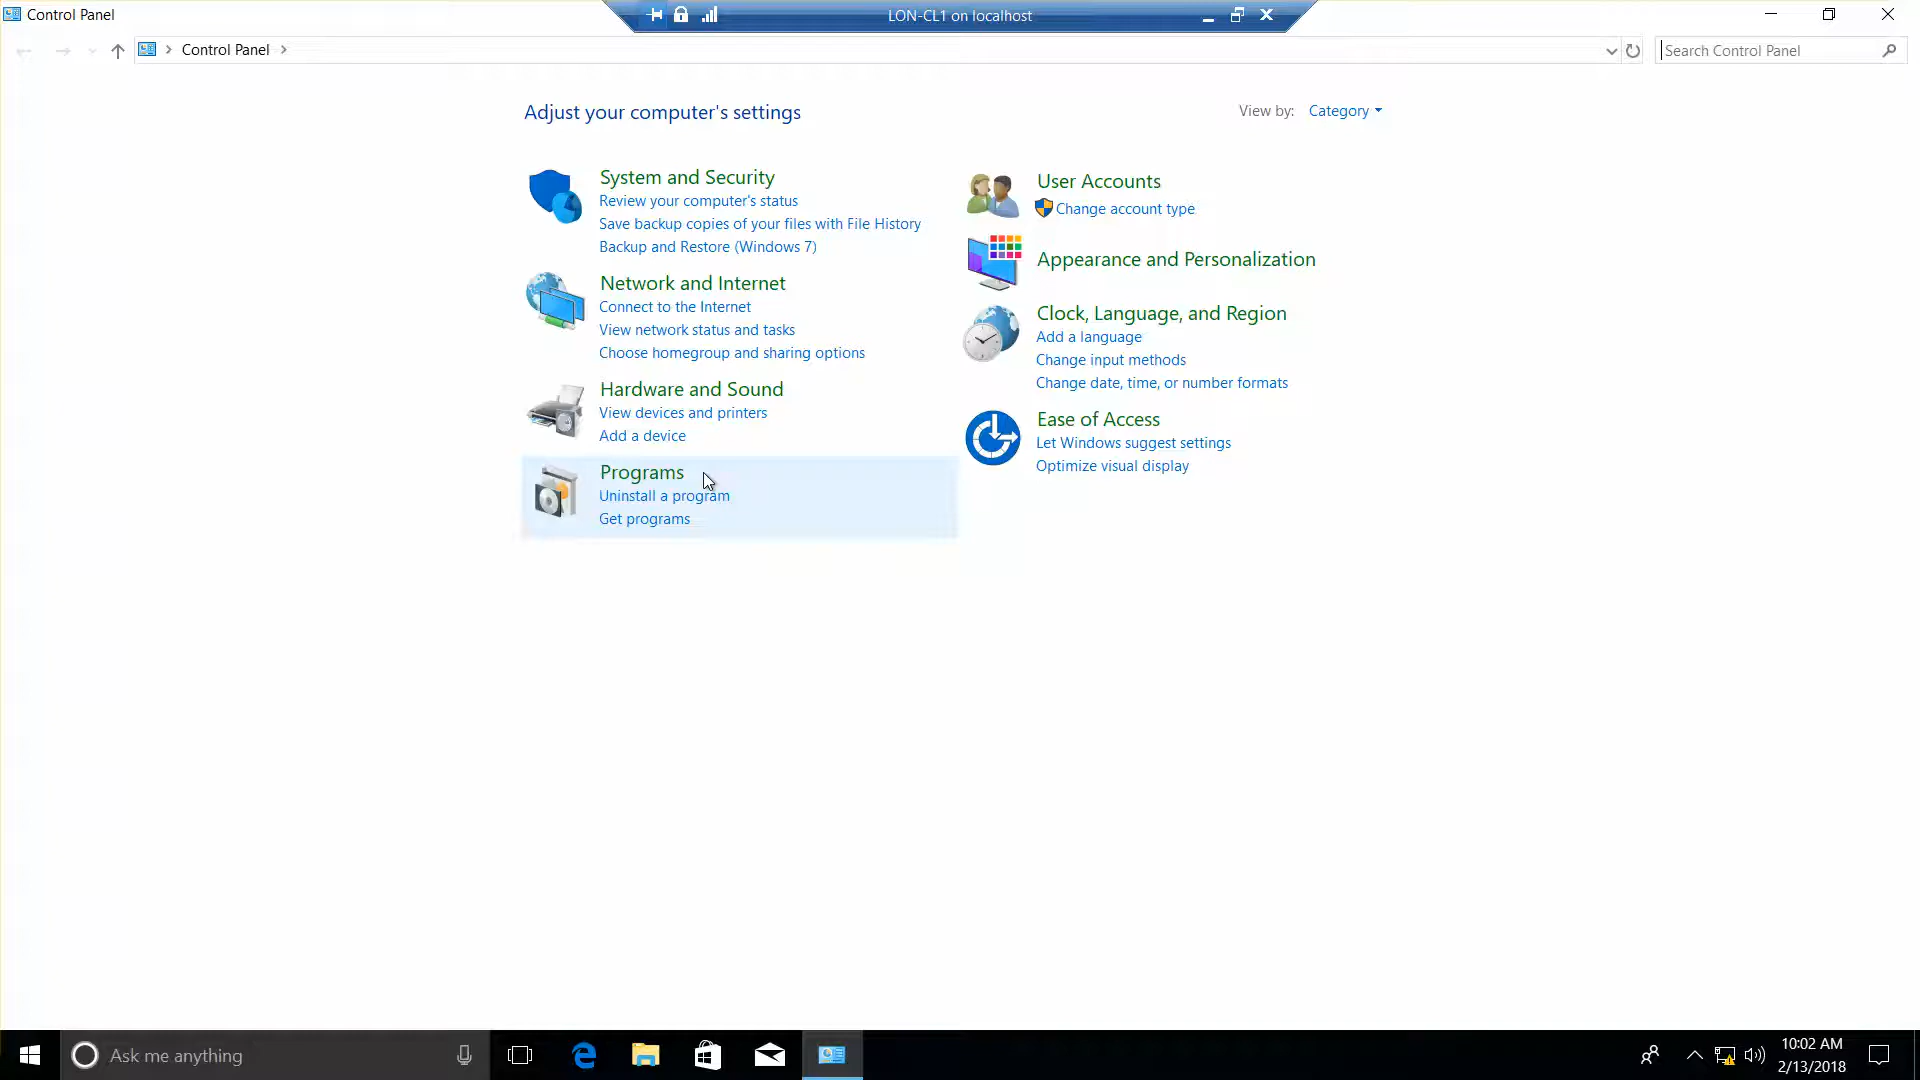 Control Panel
LON-CL1 on localhost
Control Panel
Search Control Panel
Adjust your computer's settings
View by: Category
System and Security
Review your computer's status
Save backup copies of your files with File History
Backup and Restore (Windows 7)
Network and Internet
Connect to the Internet
View network status and tasks
Choose homegroup and sharing options
Hardware and Sound
View devices and printers
Add a device
Programs
Uninstall a program
Get programs
User Accounts
Change account type
Appearance and Personalization
Clock, Language, and Region
Add a language
Change input methods
Change date, time, or number formats
Ease of Access
Let Windows suggest settings
Optimize visual display
Ask me anything
10:02 AM
2/13/2018